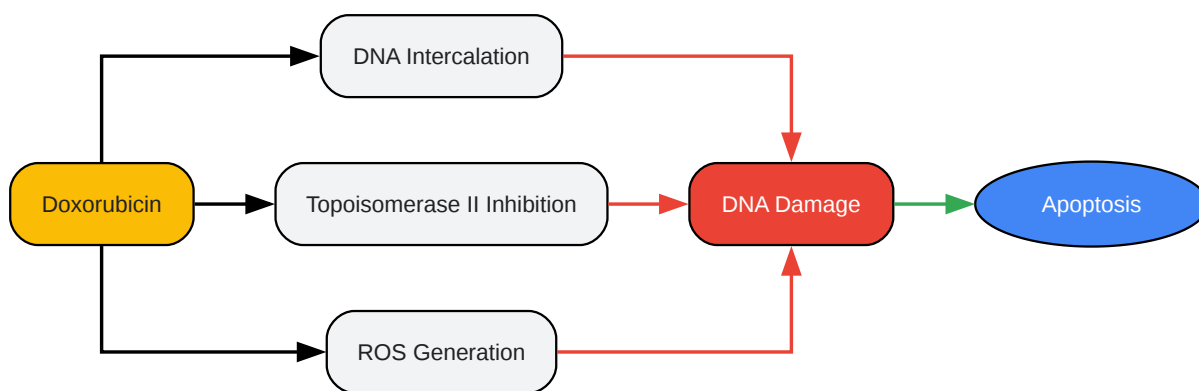 DNA Intercalation
Doxorubicin
Topoisomerase II Inhibition
DNA Damage
Apoptosis
ROS Generation